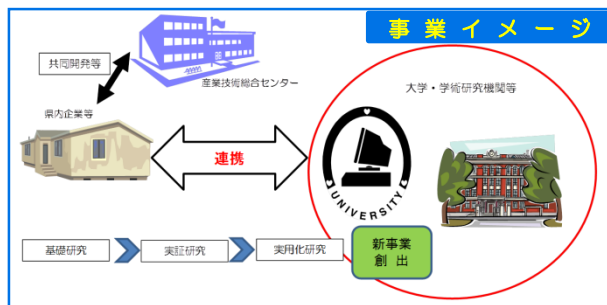 事業イメージ
共同開発等
産業技術総合センター
大学・学術研究機関等
県内企業等
連携
UNIVERSITY
基礎研究
実証研究
実用化研究
新事業
創出